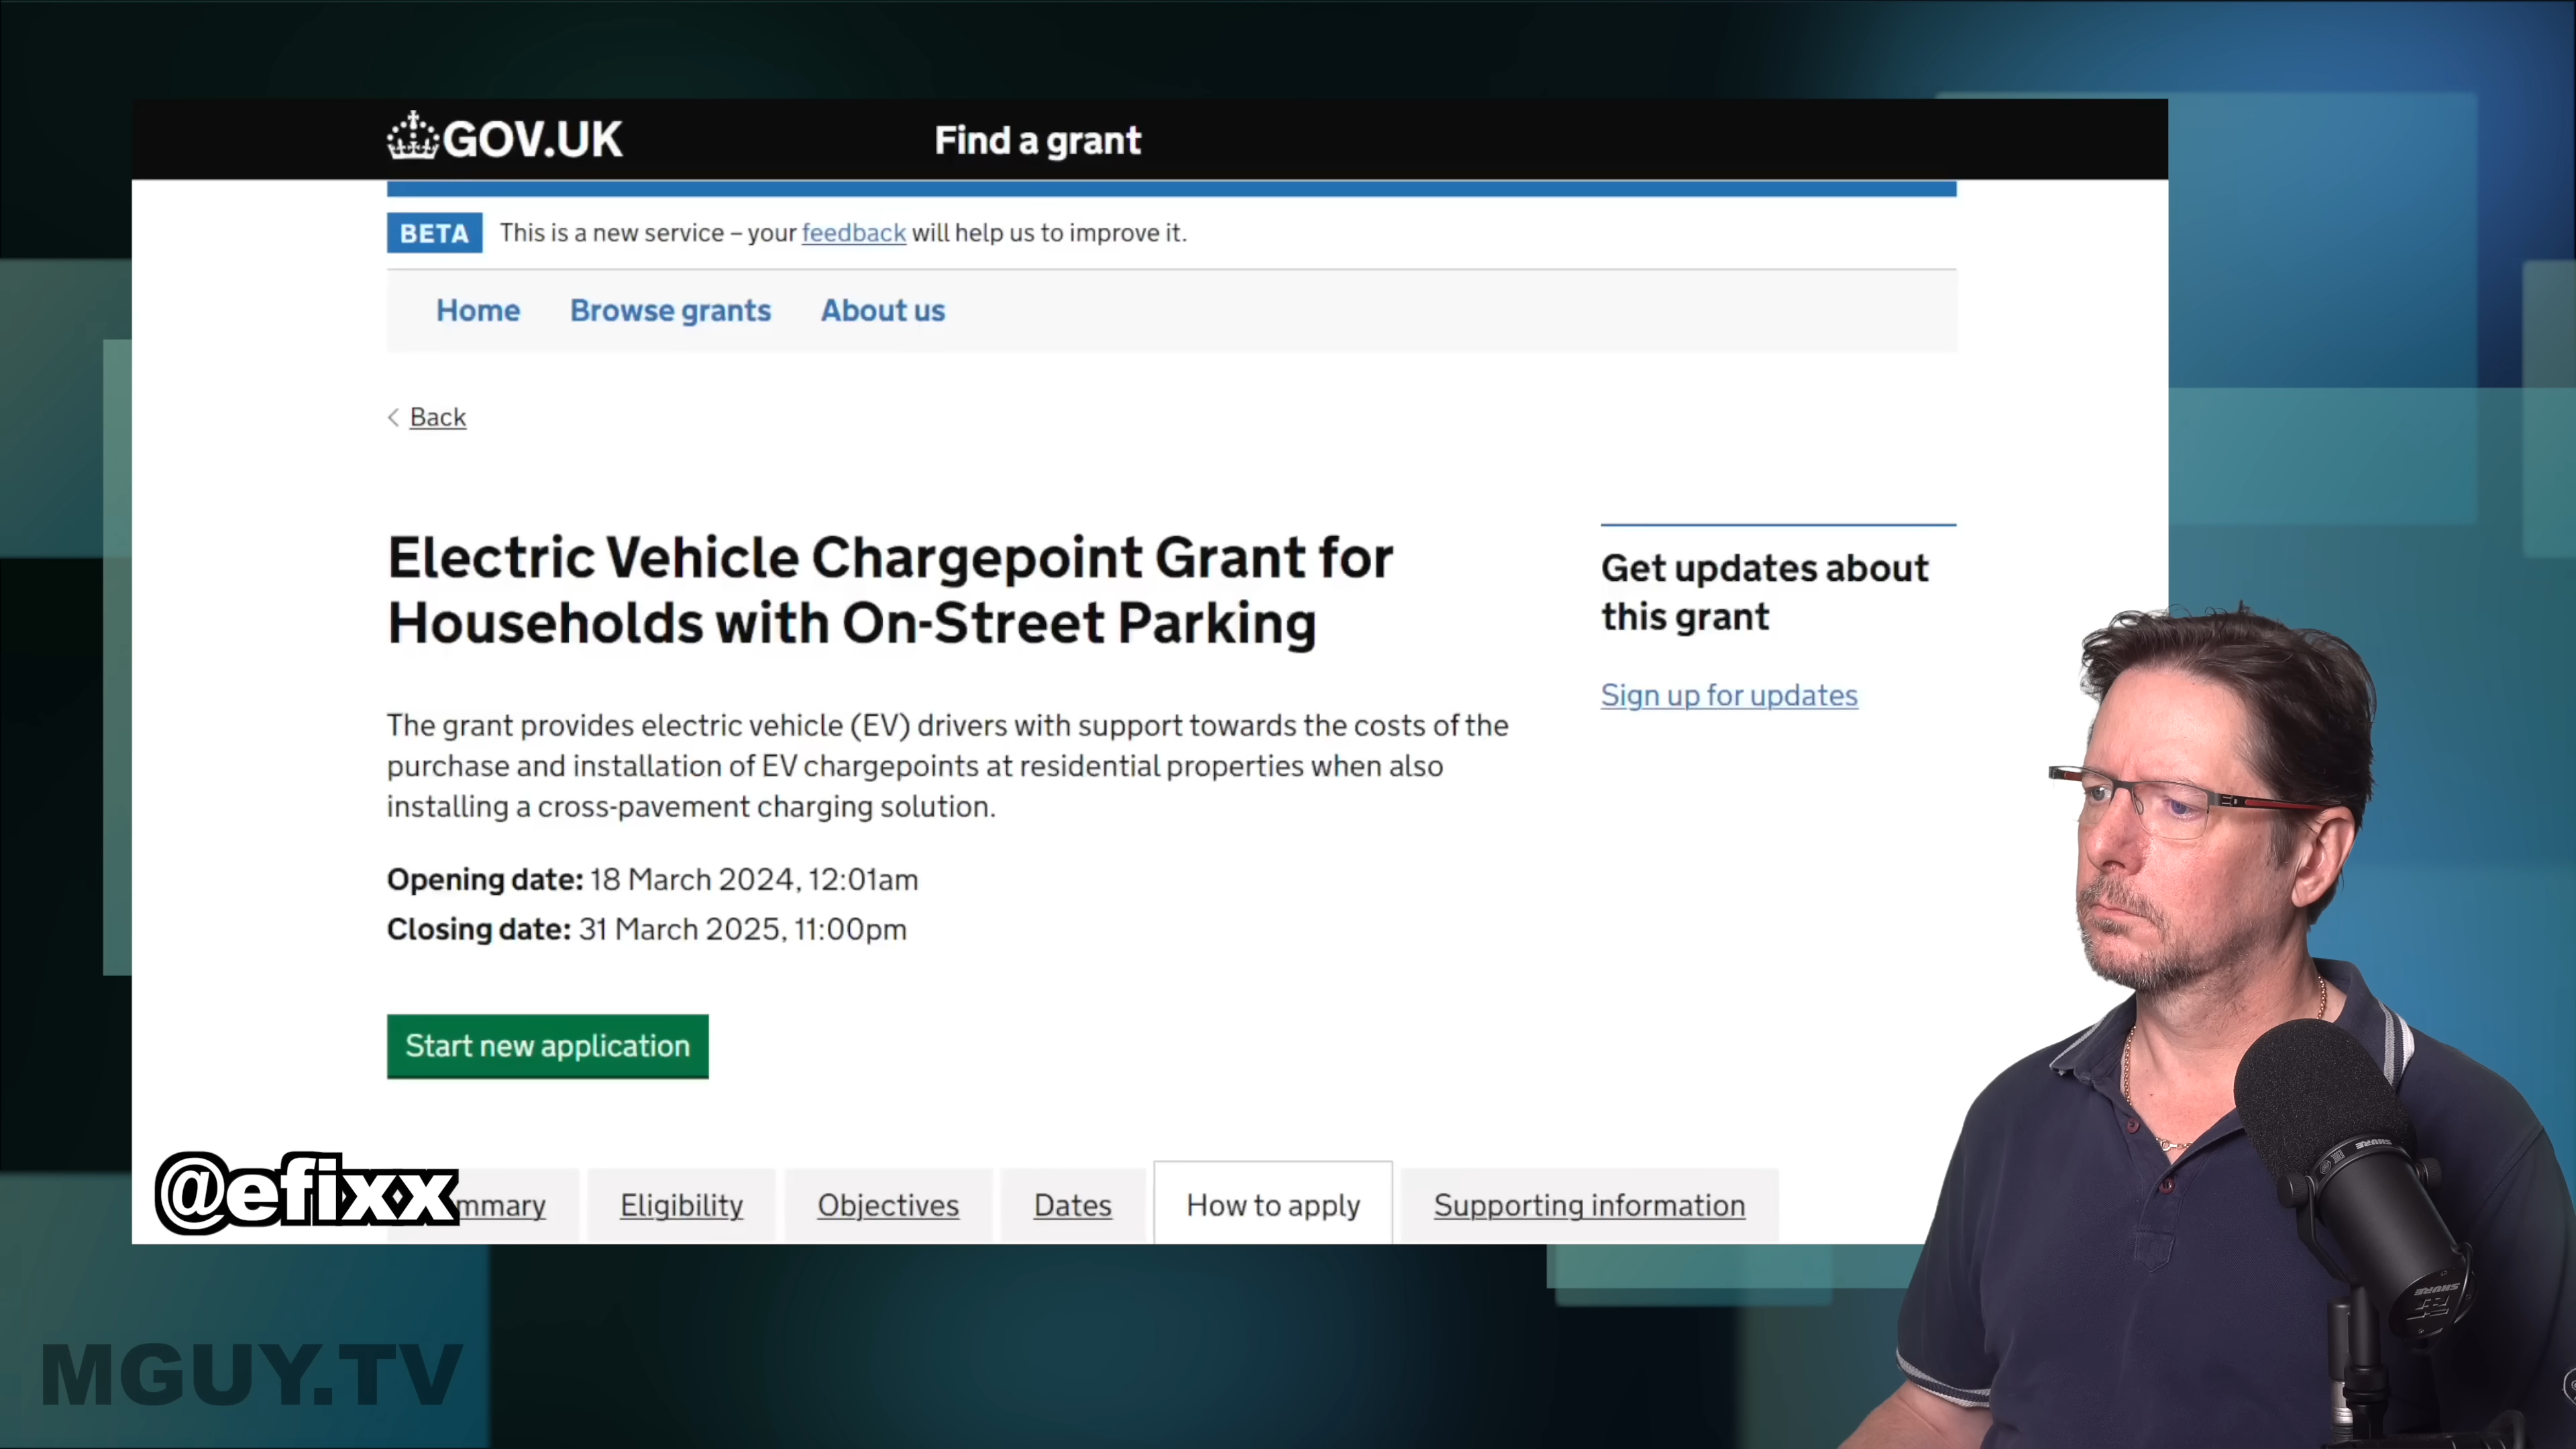 GOV.UK
Find a grant
BETA
This is a new service – your feedback will help us to improve it.
Home
Browse grants
About us
Back
Electric Vehicle Chargepoint Grant for
Households with On-Street Parking
The grant provides electric vehicle (EV) drivers with support towards the costs of the
purchase and installation of EV chargepoints at residential properties when also
installing a cross-pavement charging solution.
Opening date: 18 March 2024, 12:01am
Closing date: 31 March 2025, 11:00pm
Start new application
Get updates about
this grant
Sign up for updates
@efixx
mmary
Eligibility
Objectives
Dates
How to apply
Supporting information
MGUY.TV
SHURE
SHURE